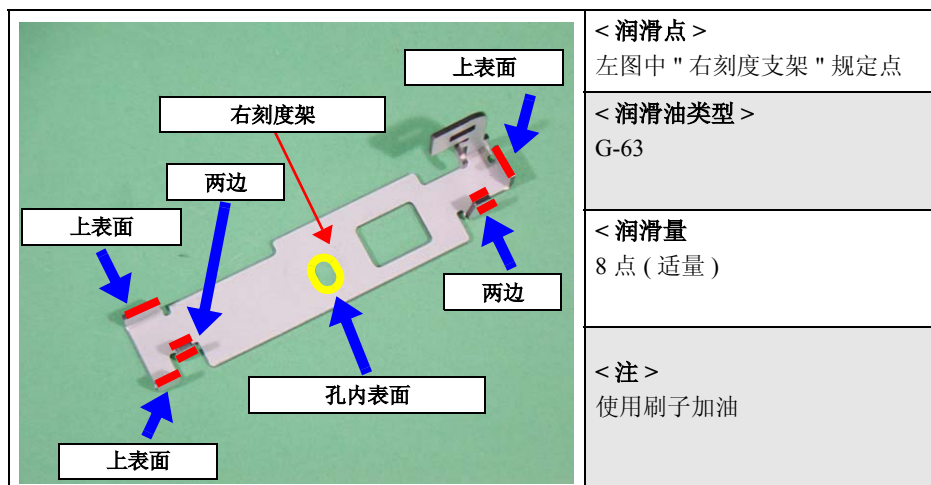 上表面
右刻度架
两边
上表面
两边
孔内表面
上表面
< 润滑点 >
左图中 " 右刻度支架 " 规定点
< 润滑油类型 >
G-63
< 润滑量
8 点 ( 适量 )
< 注 >
使用刷子加油